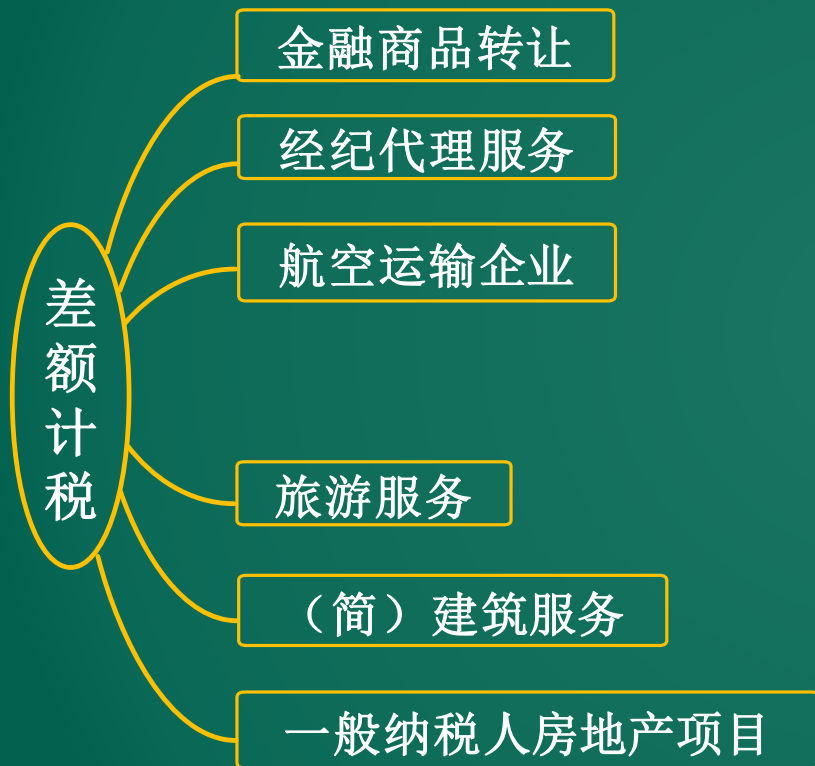 金融商品转让
经纪代理服务
航空运输企业
差额计税
旅游服务
（简）建筑服务
一般纳税人房地产项目